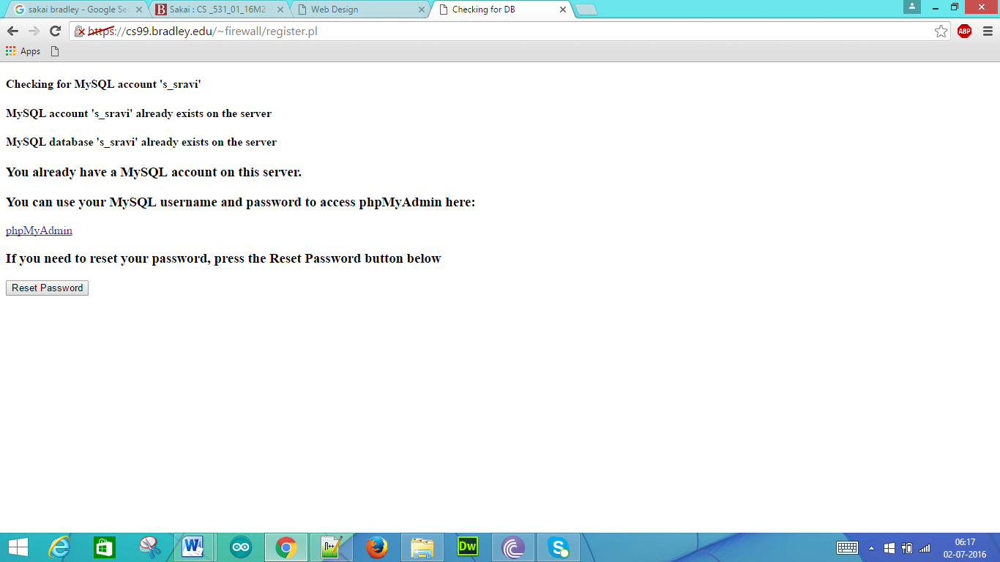 sakai bradley - Google Se
Sakai : CS _531_01_16M2
Web Design
Checking for DB
https://cs99.bradley.edu/~firewall/register.pl
ABP
Apps
Checking for MySQL account 's_sravi'
MySQL account 's_sravi' already exists on the server
MySQL database 's_sravi' already exists on the server
You already have a MySQL account on this server.
You can use your MySQL username and password to access phpMyAdmin here:
phpMyAdmin
If you need to reset your password, press the Reset Password button below
Reset Password
Dw
06:17
02-07-2016